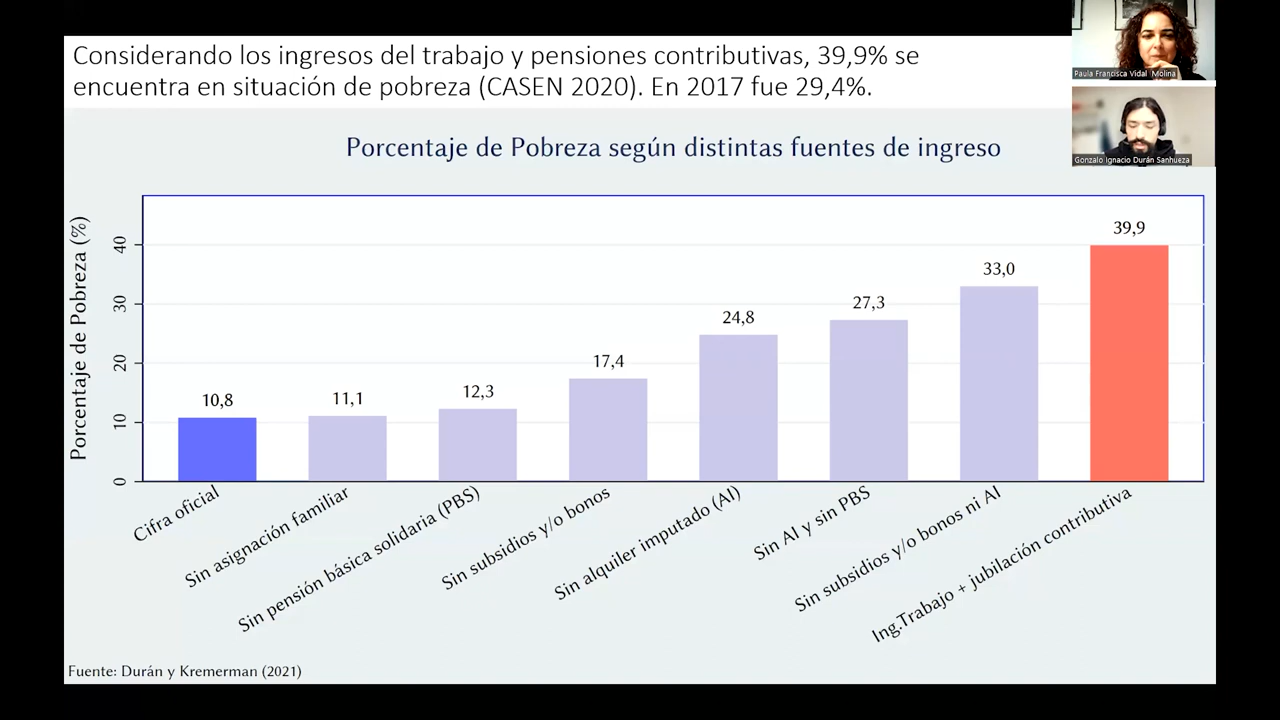 Considerando los ingresos del trabajo y pensiones contributivas, 39,9% se
encuentra en situación de pobreza (CASEN 2020). En 2017 fue 29,4%.
Paula Francisca Vidal Molina
Gonzalo Ignacio Durán Sanhueza
Porcentaje de Pobreza según distintas fuentes de ingreso
Porcentaje de Pobreza (%)
40
30
20
10
0
10,8
11,1
12,3
17,4
24,8
27,3
33,0
39,9
Cifra oficial
Sin asignación familiar
Sin pensión básica solidaria (PBS)
Sin subsidios y/o bonos
Sin alquiler imputado (AI)
Sin AI y sin PBS
Sin subsidios y/o bonos ni AI
Ing.Trabajo + jubilación contributiva
Fuente: Durán y Kremerman (2021)